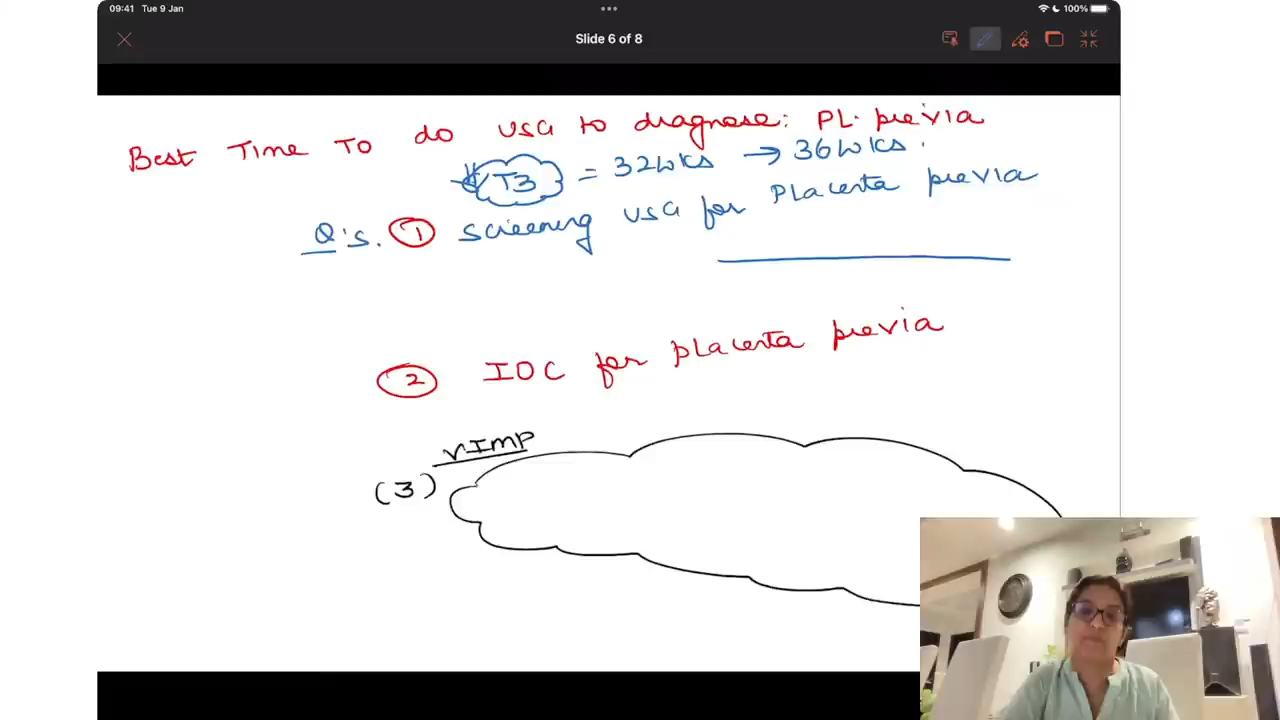 09:41 Tue 9 Jan
100%
Slide 6 of 8
Best Time To do USG to diagnose: PL. previa
T3 = 32wks → 36wks.
Q's. 1 Screening USG for Placenta previa
2 IOC for placenta previa
vIMP
(3)